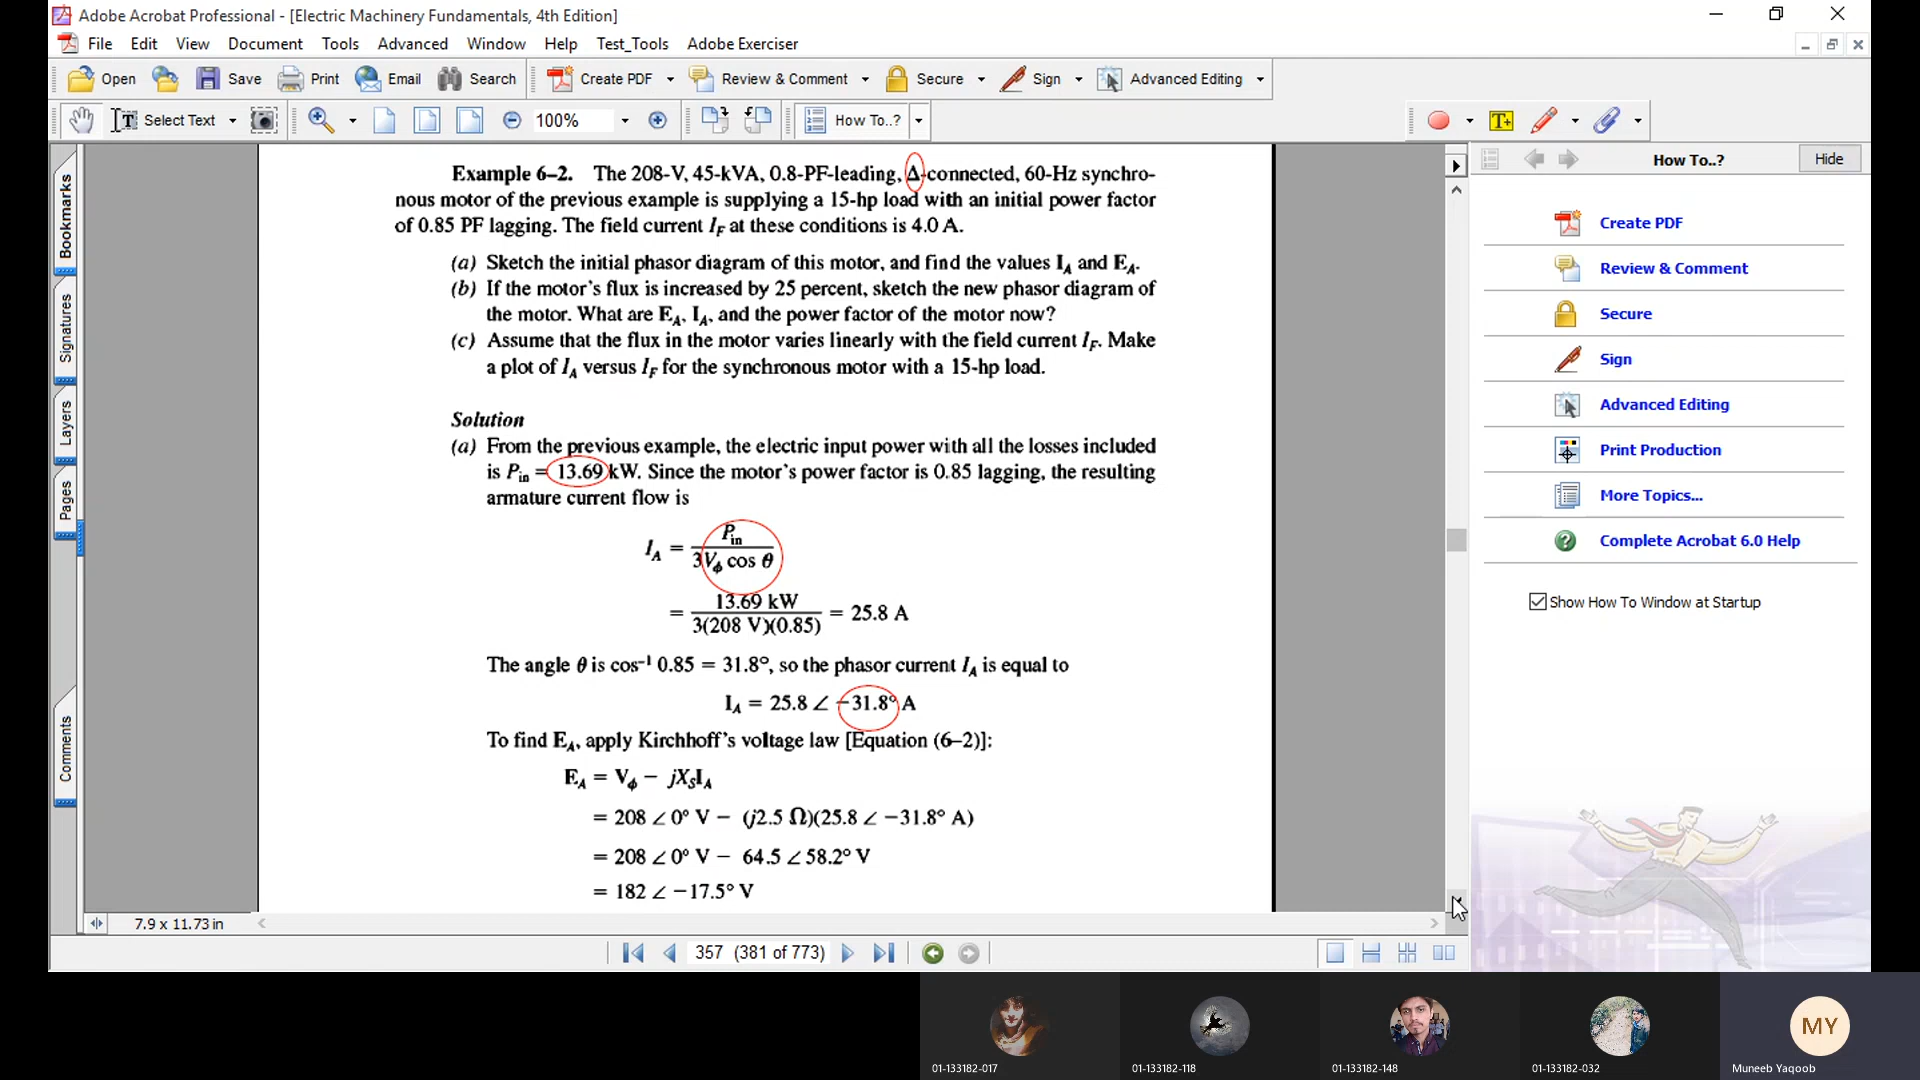 Adobe Acrobat Professional - [Electric Machinery Fundamentals, 4th Edition]
File Edit View Document Tools Advanced Window Help Test_Tools Adobe Exerciser
Open Save Print Email Search Create PDF Review & Comment Secure Sign Advanced Editing
Select Text 100% How To..?
How To..? Hide
Bookmarks
Signatures
Layers
Pages
Comments
Example 6–2. The 208-V, 45-kVA, 0.8-PF-leading, Δ-connected, 60-Hz synchro-
nous motor of the previous example is supplying a 15-hp load with an initial power factor
of 0.85 PF lagging. The field current I_F at these conditions is 4.0 A.
(a) Sketch the initial phasor diagram of this motor, and find the values I_A and E_A.
(b) If the motor's flux is increased by 25 percent, sketch the new phasor diagram of
the motor. What are E_A, I_A, and the power factor of the motor now?
(c) Assume that the flux in the motor varies linearly with the field current I_F. Make
a plot of I_A versus I_F for the synchronous motor with a 15-hp load.
Solution
(a) From the previous example, the electric input power with all the losses included
is P_in = 13.69 kW. Since the motor's power factor is 0.85 lagging, the resulting
armature current flow is
I_A = P_in / 3V_ϕ cos θ
= 13.69 kW / 3(208 V)(0.85) = 25.8 A
The angle θ is cos⁻¹ 0.85 = 31.8°, so the phasor current I_A is equal to
I_A = 25.8 ∠ −31.8° A
To find E_A, apply Kirchhoff's voltage law [Equation (6–2)]:
E_A = V_ϕ − jX_S I_A
= 208 ∠ 0° V − (j2.5 Ω)(25.8 ∠ −31.8° A)
= 208 ∠ 0° V − 64.5 ∠ 58.2° V
= 182 ∠ −17.5° V
Create PDF
Review & Comment
Secure
Sign
Advanced Editing
Print Production
More Topics...
Complete Acrobat 6.0 Help
Show How To Window at Startup
7.9 x 11.73 in
357 (381 of 773)
MY
01-133182-017 01-133182-118 01-133182-148 01-133182-032 Muneeb Yaqoob